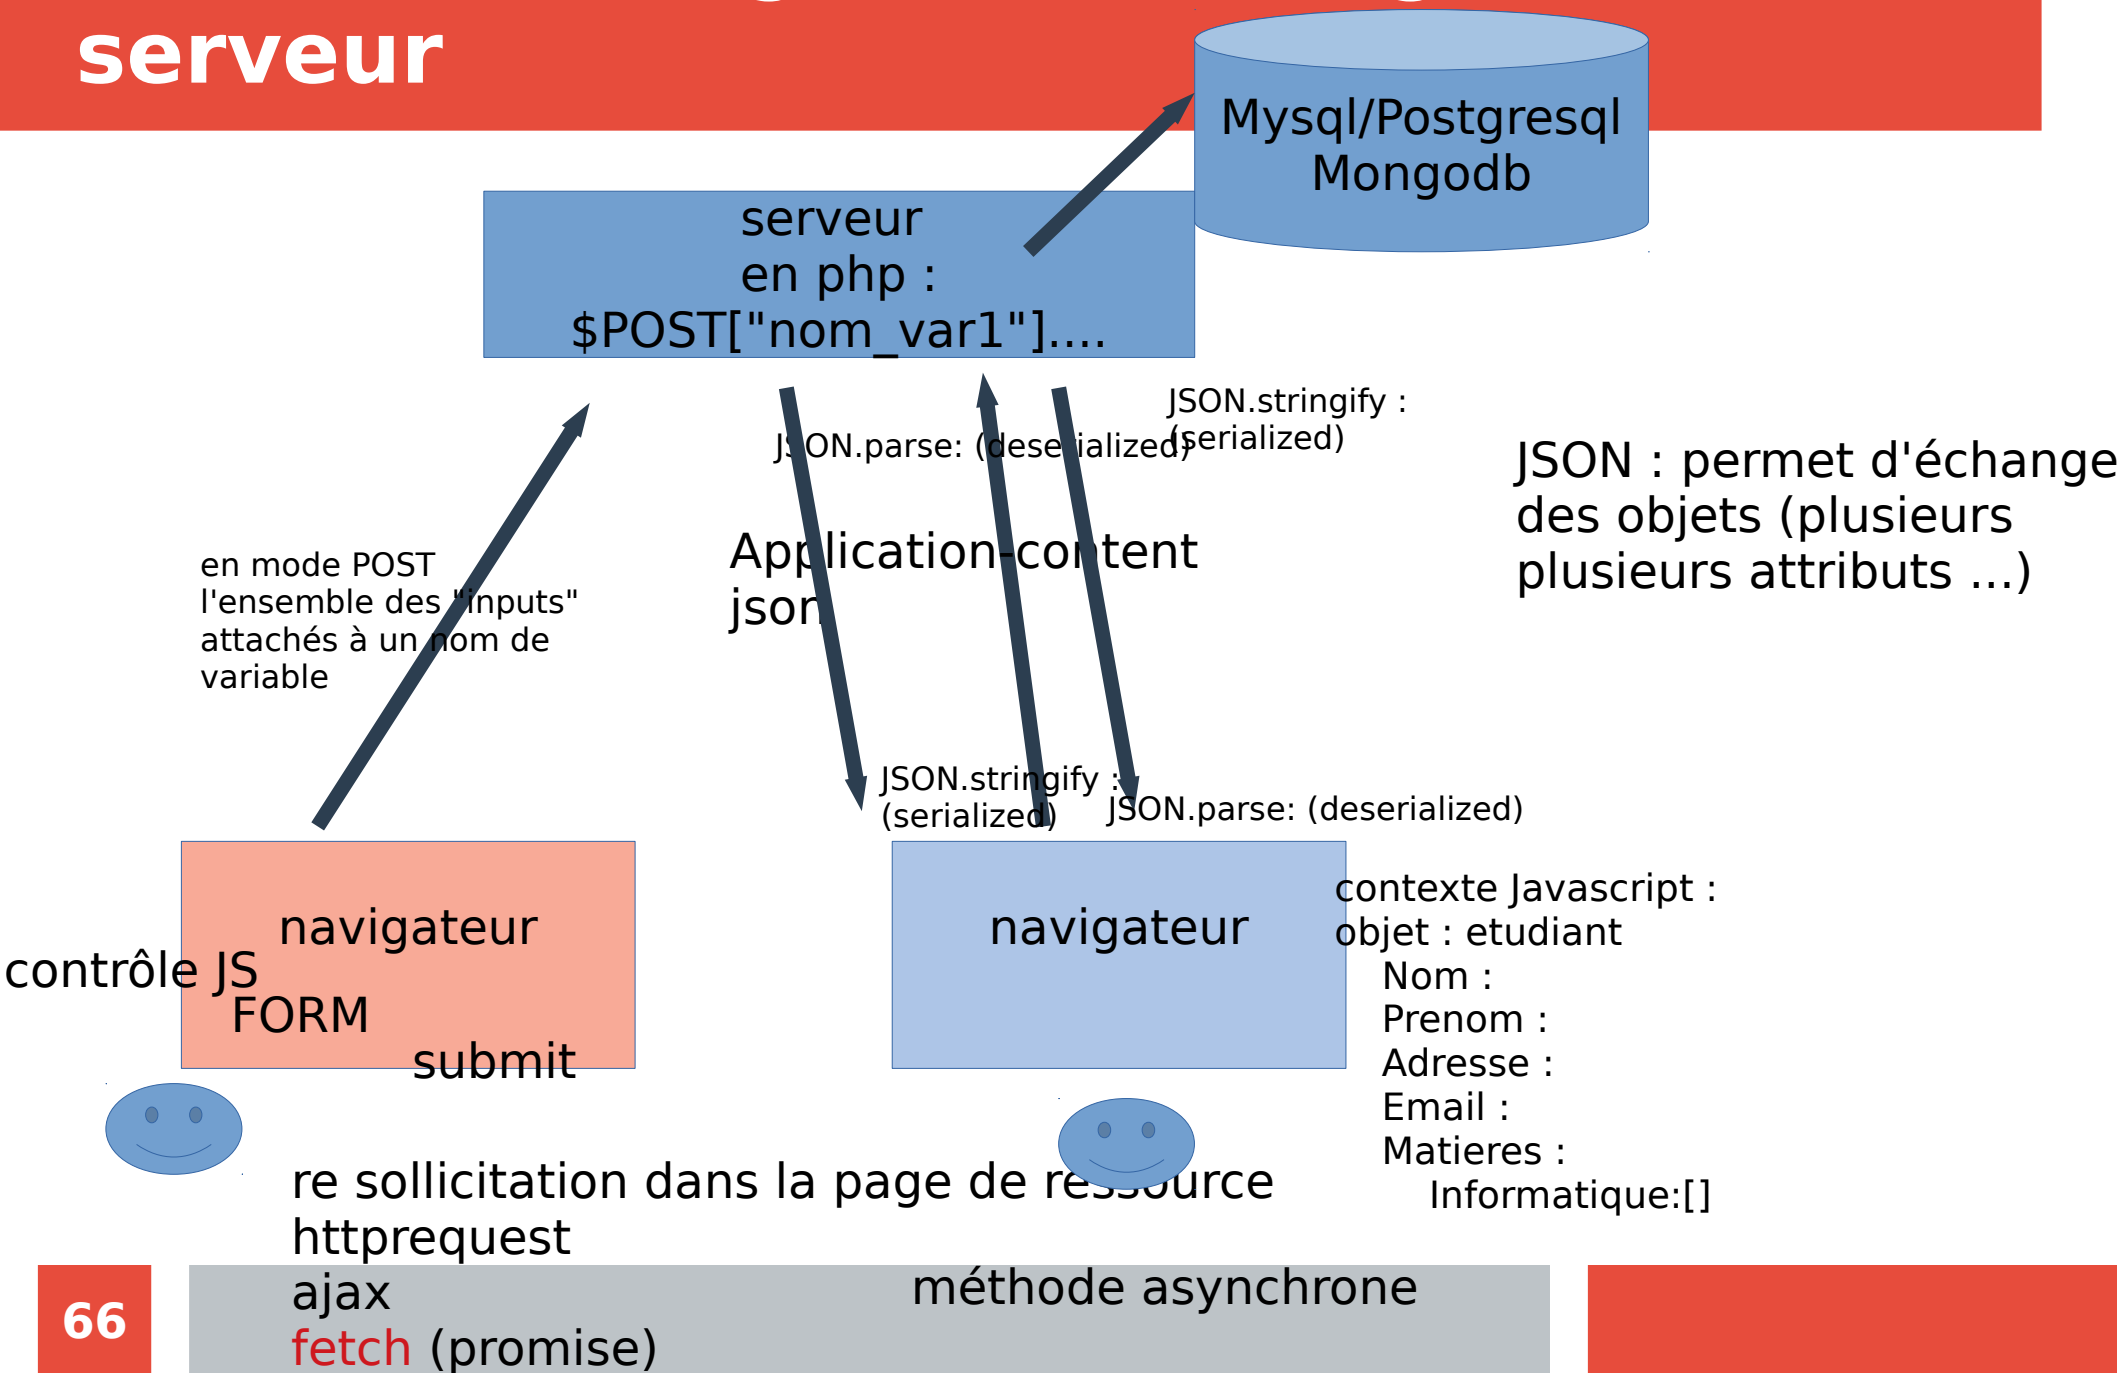 serveur
Mysql/Postgresql
Mongodb
serveur
en php :
$POST["nom_var1"]....
JSON.stringify :
(serialized)
JSON.parse: (deserialized)
JSON : permet d'échange
des objets (plusieurs
plusieurs attributs ...)
Application-content
json
en mode POST
l'ensemble des "inputs"
attachés à un nom de
variable
JSON.stringify :
(serialized)
JSON.parse: (deserialized)
navigateur
contrôle JS
FORM
submit
navigateur
contexte Javascript :
objet : etudiant
Nom :
Prenom :
Adresse :
Email :
Matieres :
Informatique:[]
re sollicitation dans la page de ressource
httprequest
ajax
fetch (promise)
méthode asynchrone
66